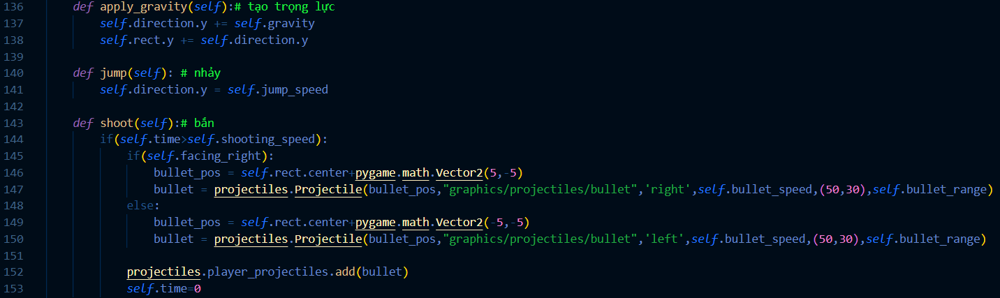 136 def apply_gravity(self):# tạo trọng lực
137 self.direction.y += self.gravity
138 self.rect.y += self.direction.y
139
140 def jump(self): # nhảy
141 self.direction.y = self.jump_speed
142
143 def shoot(self):# bắn
144 if(self.time>self.shooting_speed):
145 if(self.facing_right):
146 bullet_pos = self.rect.center+pygame.math.Vector2(5,-5)
147 bullet = projectiles.Projectile(bullet_pos,"graphics/projectiles/bullet",'right',self.bullet_speed,(50,30),self.bullet_range)
148 else:
149 bullet_pos = self.rect.center+pygame.math.Vector2(-5,-5)
150 bullet = projectiles.Projectile(bullet_pos,"graphics/projectiles/bullet",'left',self.bullet_speed,(50,30),self.bullet_range)
151
152 projectiles.player_projectiles.add(bullet)
153 self.time=0